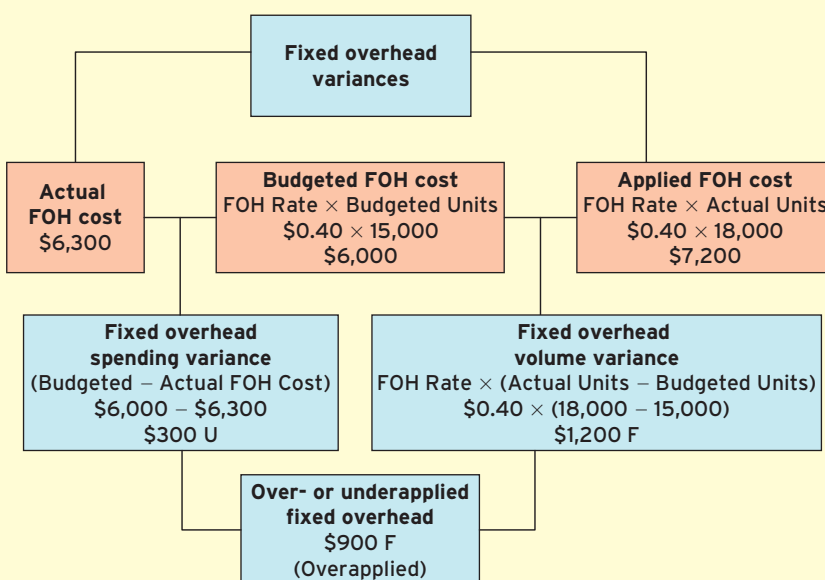 Fixed overhead
variances
Actual
FOH cost
$6,300
Budgeted FOH cost
FOH Rate × Budgeted Units
$0.40 × 15,000
$6,000
Applied FOH cost
FOH Rate × Actual Units
$0.40 × 18,000
$7,200
Fixed overhead
spending variance
(Budgeted – Actual FOH Cost)
$6,000 – $6,300
$300 U
Fixed overhead
volume variance
FOH Rate × (Actual Units – Budgeted Units)
$0.40 × (18,000 – 15,000)
$1,200 F
Over- or underapplied
fixed overhead
$900 F
(Overapplied)